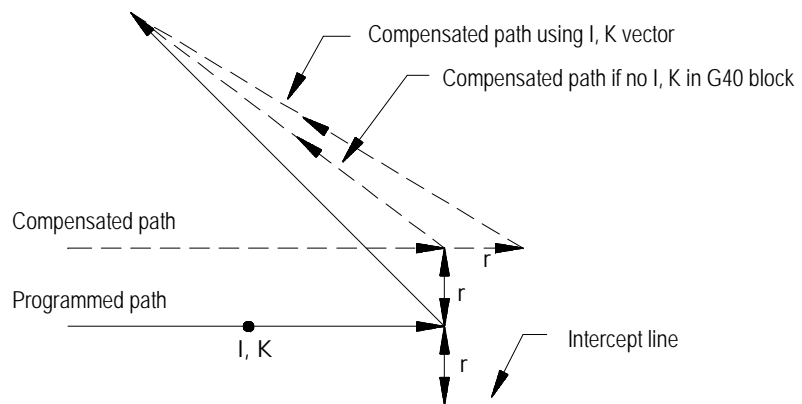 Compensated path using I, K vector
Compensated path if no I, K in G40 block
Compensated path
r
r
Programmed path
I, K
r
Intercept line